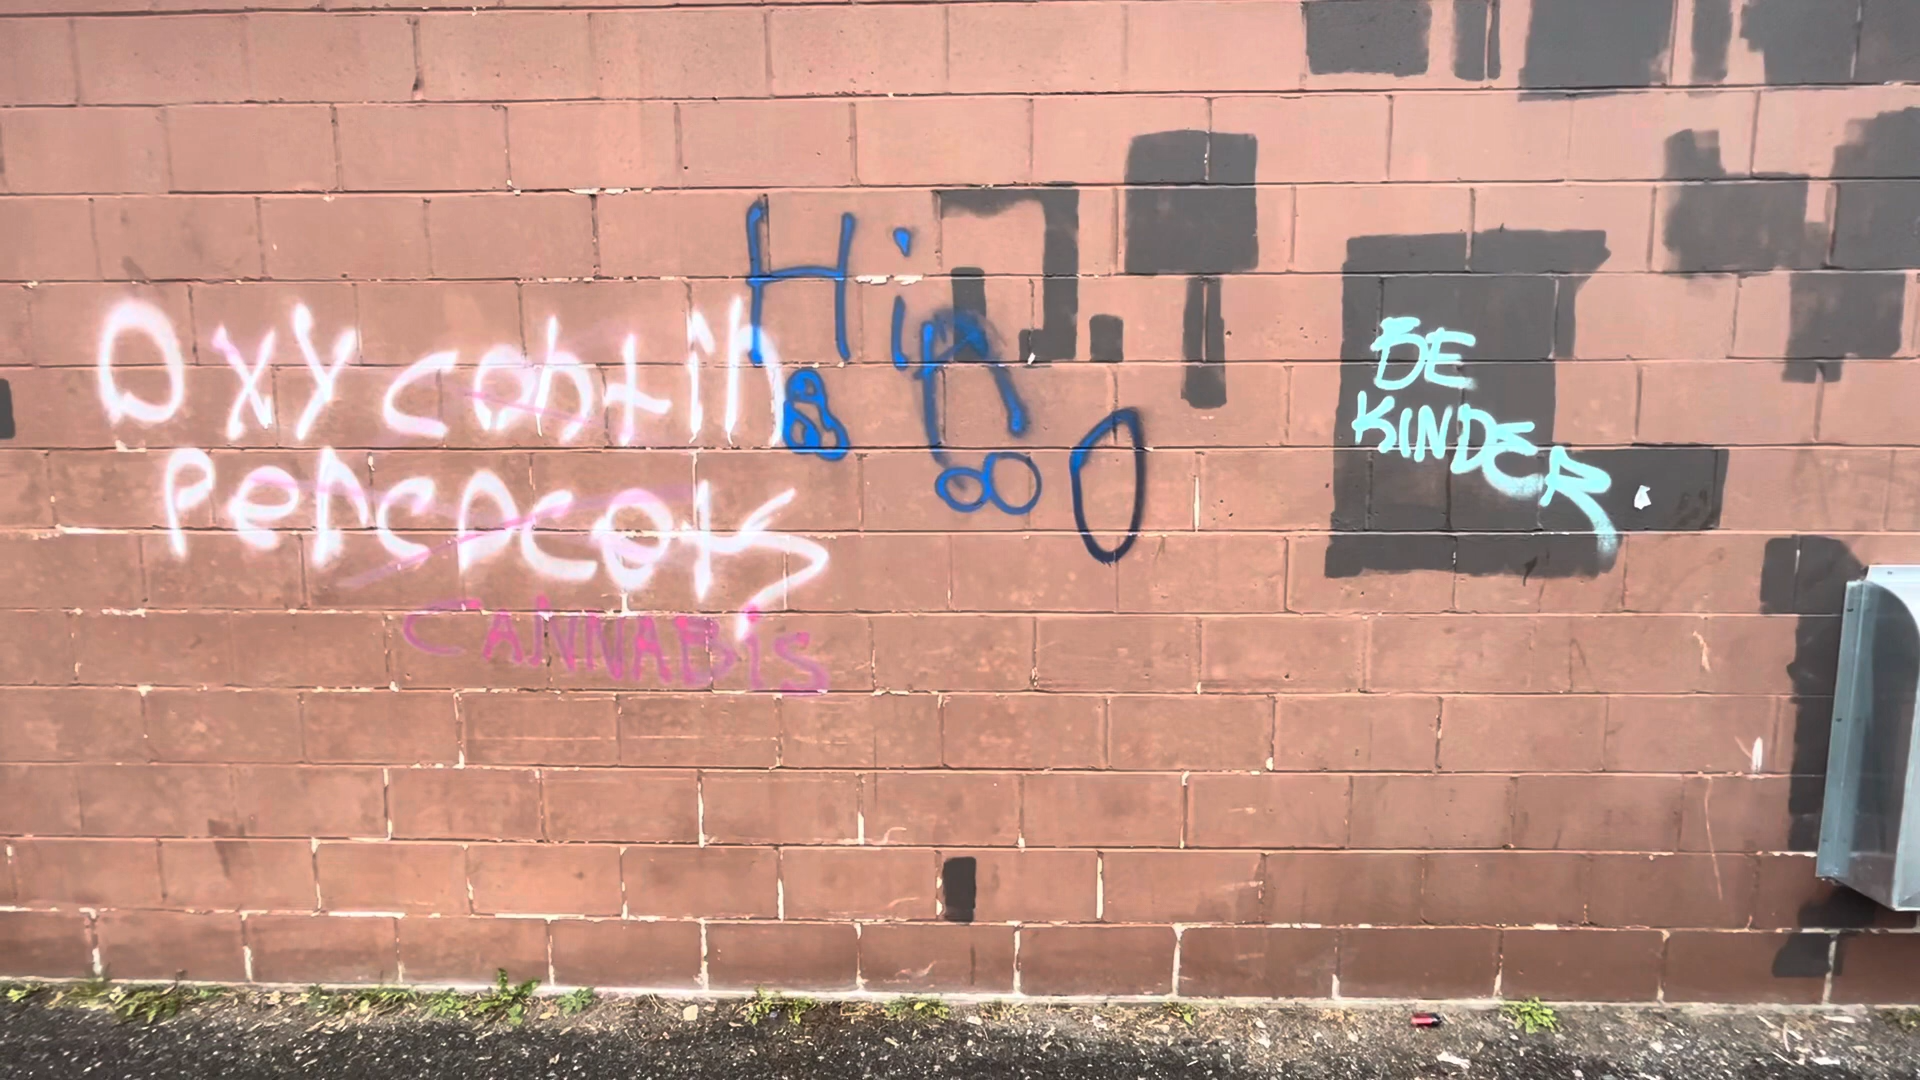 Oxycontin
Percocets
CANNABIS
Hi
BE
KINDER